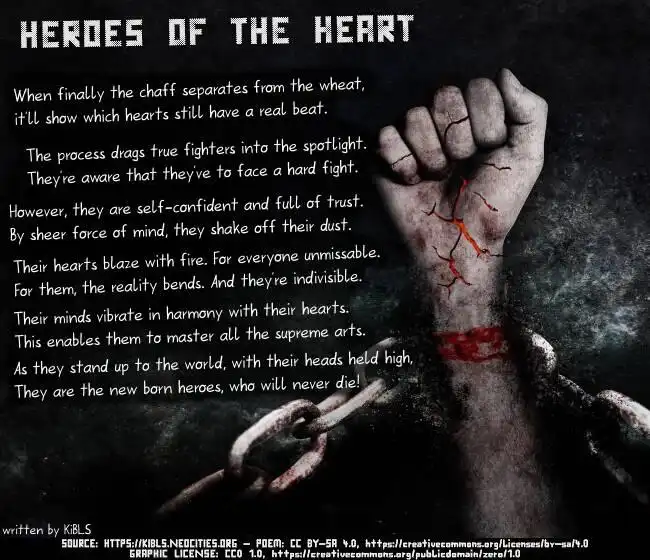 HEROES OF THE HEART
When finally the chaff separates from the wheat,
it'll show which hearts still have a real beat.
The process drags true fighters into the spotlight.
They're aware that they've to face a hard fight.
However, they are self-confident and full of trust.
By sheer force of mind, they shake off their dust.
Their hearts blaze with fire. For everyone unmissable.
For them, the reality bends. And they're indivisible.
Their minds vibrate in harmony with their hearts.
This enables them to master all the supreme arts.
As they stand up to the world, with their heads held high,
They are the new born heroes, who will never die!
written by KiBLS
SOURCE: HTTPS://KIBLS.NEOCITIES.ORG – POEM: CC BY-SA 4.0, https://creativecommons.org/licenses/by-sa/4.0
GRAPHIC LICENSE: CC0 1.0, https://creativecommons.org/publicdomain/zero/1.0